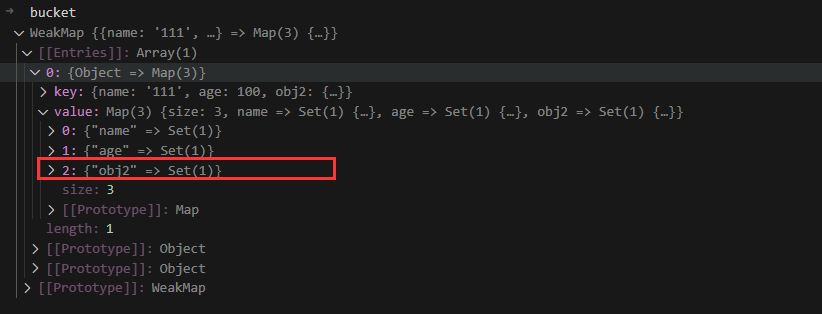 bucket
WeakMap {{name: '111', …} => Map(3) {…}}
[[Entries]]: Array(1)
0: {Object => Map(3)}
key: {name: '111', age: 100, obj2: {…}}
value: Map(3) {size: 3, name => Set(1) {…}, age => Set(1) {…}, obj2 => Set(1) {…}}
0: {"name" => Set(1)}
1: {"age" => Set(1)}
2: {"obj2" => Set(1)}
size: 3
[[Prototype]]: Map
length: 1
[[Prototype]]: Object
[[Prototype]]: Object
[[Prototype]]: WeakMap